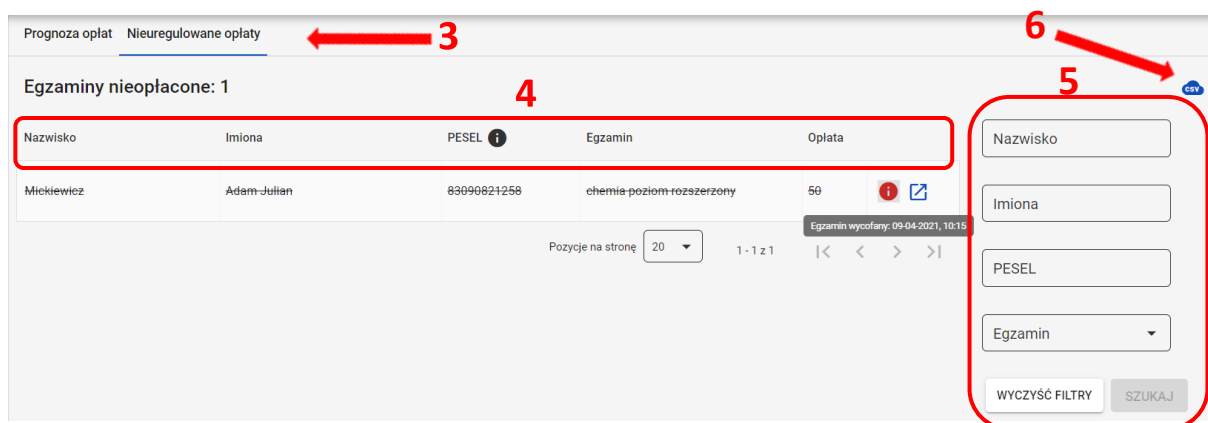 Prognoza opłat Nieuregulowane opłaty
3
6
Egzaminy nieopłacone: 1
4
5
CSV
Nazwisko Imiona PESEL i Egzamin Opłata
Mickiewicz Adam Julian 83090821258 chemia poziom rozszerzony 50 i
Egzamin wycofany: 09-04-2021, 10:15
Pozycje na stronę 20 1 - 1 z 1
Nazwisko
Imiona
PESEL
Egzamin
WYCZYŚĆ FILTRY SZUKAJ